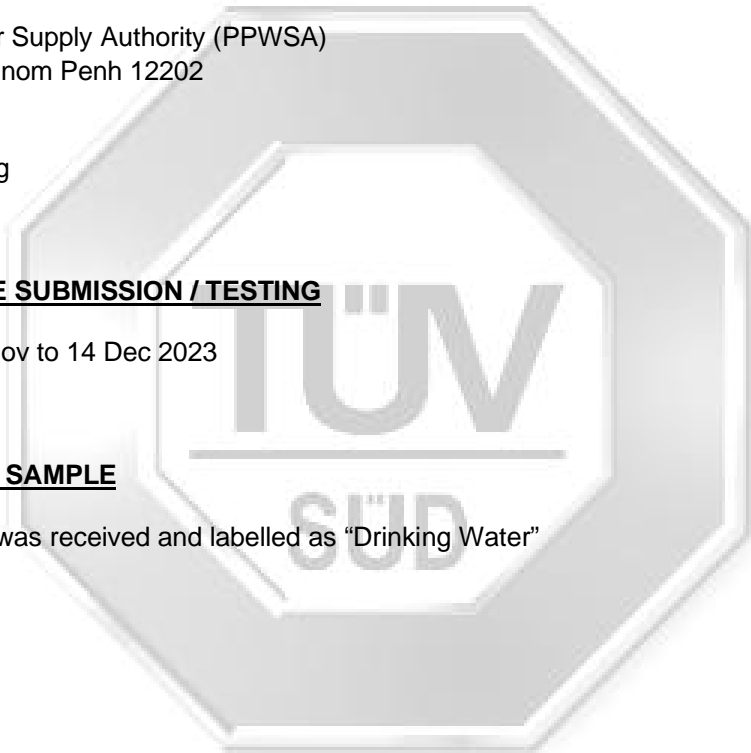 r Supply Authority (PPWSA)
nom Penh 12202
g
E SUBMISSION / TESTING
ov to 14 Dec 2023
TÜV
SAMPLE
was received and labelled as “Drinking Water”
SÜD